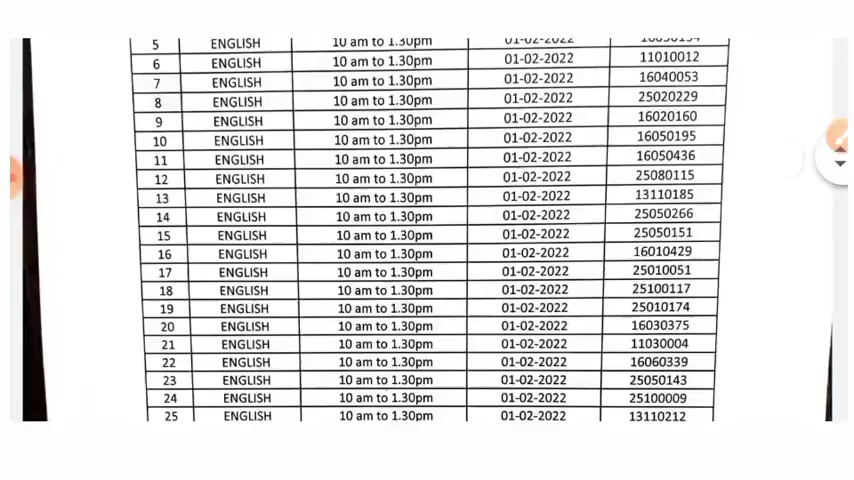 5 ENGLISH 10 am to 1.30pm 01-02-2022
6 ENGLISH 10 am to 1.30pm 01-02-2022 11010012
7 ENGLISH 10 am to 1.30pm 01-02-2022 16040053
8 ENGLISH 10 am to 1.30pm 01-02-2022 25020229
9 ENGLISH 10 am to 1.30pm 01-02-2022 16020160
10 ENGLISH 10 am to 1.30pm 01-02-2022 16050195
11 ENGLISH 10 am to 1.30pm 01-02-2022 16050436
12 ENGLISH 10 am to 1.30pm 01-02-2022 25080115
13 ENGLISH 10 am to 1.30pm 01-02-2022 13110185
14 ENGLISH 10 am to 1.30pm 01-02-2022 25050266
15 ENGLISH 10 am to 1.30pm 01-02-2022 25050151
16 ENGLISH 10 am to 1.30pm 01-02-2022 16010429
17 ENGLISH 10 am to 1.30pm 01-02-2022 25010051
18 ENGLISH 10 am to 1.30pm 01-02-2022 25100117
19 ENGLISH 10 am to 1.30pm 01-02-2022 25010174
20 ENGLISH 10 am to 1.30pm 01-02-2022 16030375
21 ENGLISH 10 am to 1.30pm 01-02-2022 11030004
22 ENGLISH 10 am to 1.30pm 01-02-2022 16060339
23 ENGLISH 10 am to 1.30pm 01-02-2022 25050143
24 ENGLISH 10 am to 1.30pm 01-02-2022 25100009
25 ENGLISH 10 am to 1.30pm 01-02-2022 13110212